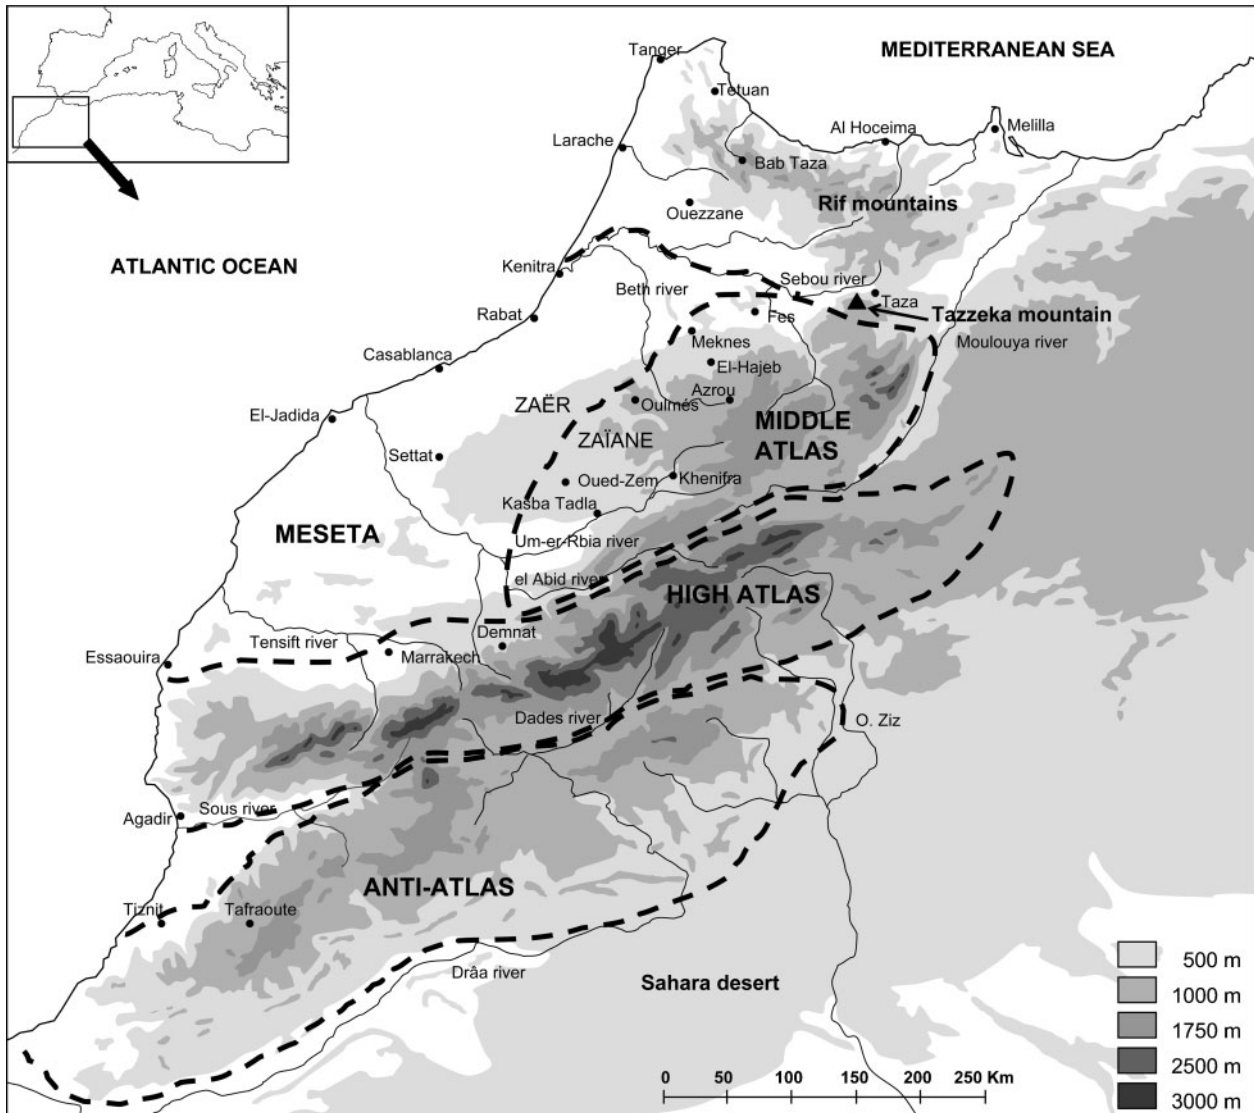 MEDITERRANEAN SEA
Tanger
Tetuan
Larache
Al Hoceima
Melilla
Bab Taza
Ouezzane
Rif mountains
ATLANTIC OCEAN
Kenitra
Beth river
Sebou river
Taza
Rabat
Fes
Tazzeka mountain
Meknes
Moulouya river
Casablanca
El-Hajeb
Azrou
El-Jadida
ZAËR
Oulmés
ZAÏANE
MIDDLE
ATLAS
Settat
Oued-Zem
Khenifra
Kasba Tadla
MESETA
Um-er-Rbia river
el Abid river
HIGH ATLAS
Demnat
Tensift river
Marrakech
Essaouira
Dades river
O. Ziz
Sous river
Agadir
ANTI-ATLAS
Tiznit
Tafraoute
Drâa river
Sahara desert
500 m
1000 m
1750 m
2500 m
3000 m
0 50 100 150 200 250 Km